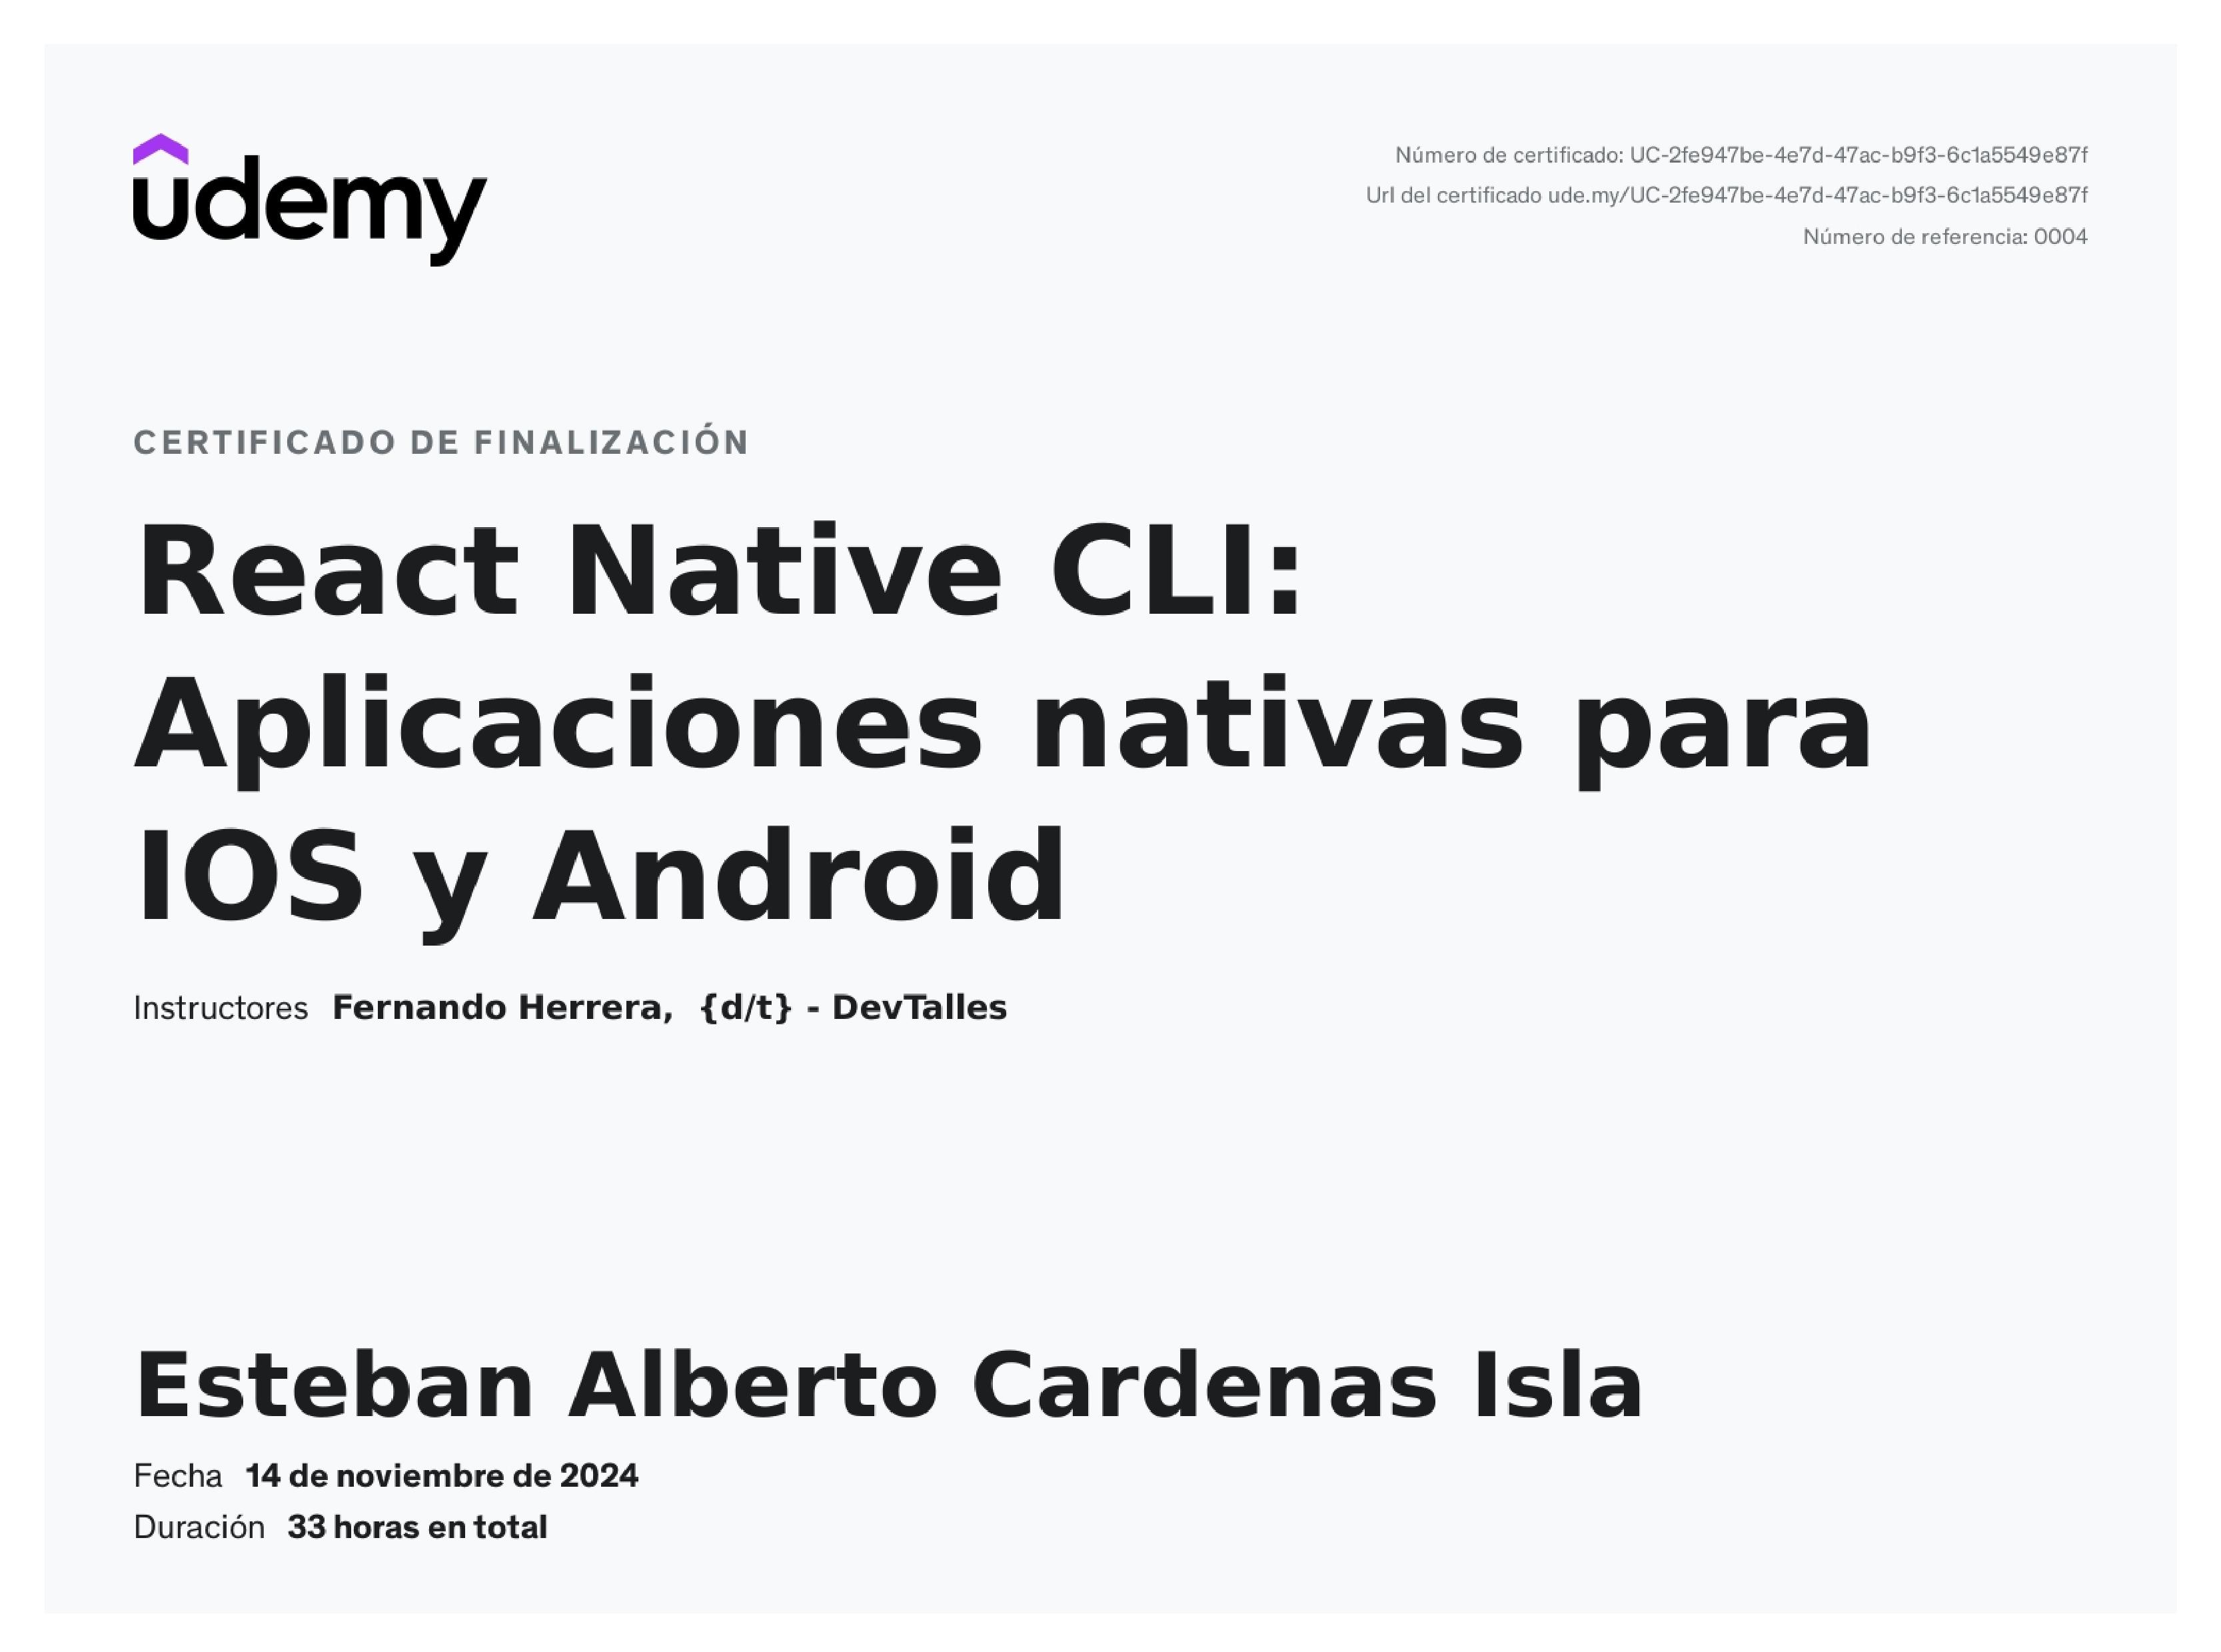 udemy
Número de certificado: UC-2fe947be-4e7d-47ac-b9f3-6c1a5549e87f
Url del certificado ude.my/UC-2fe947be-4e7d-47ac-b9f3-6c1a5549e87f
Número de referencia: 0004
CERTIFICADO DE FINALIZACIÓN
React Native CLI:
Aplicaciones nativas para
IOS y Android
Instructores Fernando Herrera, {d/t} - DevTalles
Esteban Alberto Cardenas Isla
Fecha 14 de noviembre de 2024
Duración 33 horas en total